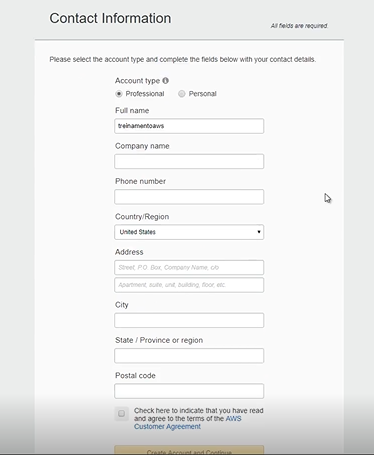 Contact Information
All fields are required.
Please select the account type and complete the fields below with your contact details.
Account type
Professional
Personal
Full name
treinamentoaws
Company name
Phone number
Country/Region
United States
Address
Street, P.O. Box, Company Name, c/o
Apartment, suite, unit, building, floor, etc.
City
State / Province or region
Postal code
Check here to indicate that you have read
and agree to the terms of the AWS
Customer Agreement
Create Account and Continue